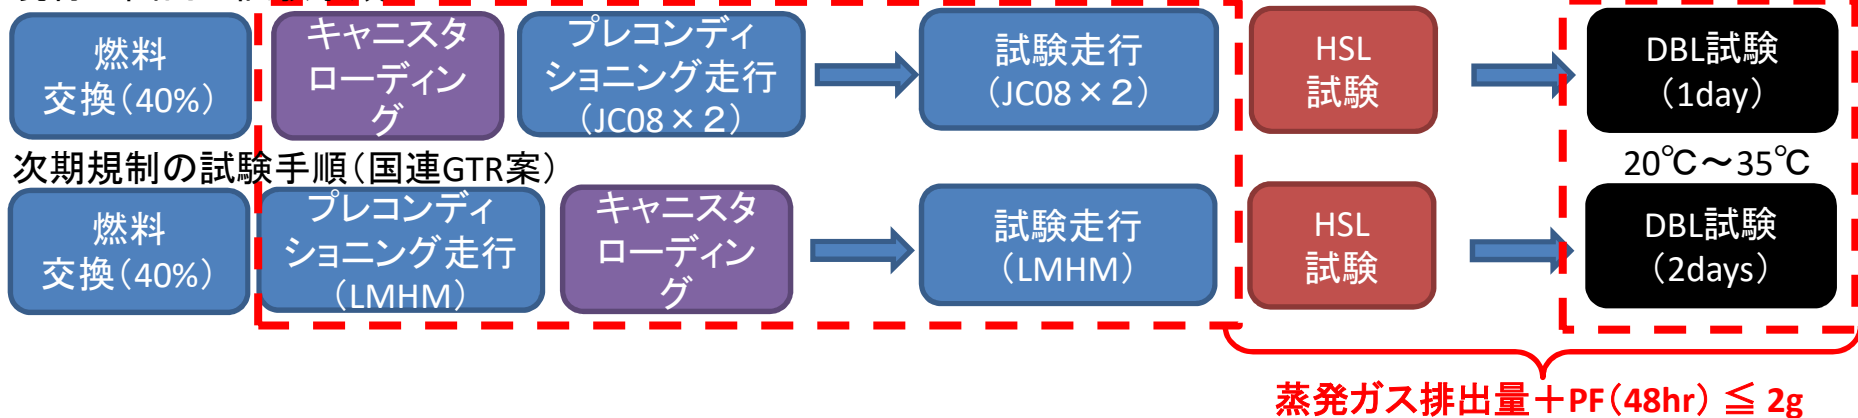 燃料
交換（40%）
キャニスタ
ローディン
グ
プレコンディ
ショニング走行
（JC08×２）
試験走行
（JC08×２）
HSL
試験
DBL試験
（1day）
次期規制の試験手順（国連GTR案）
20℃～35℃
燃料
交換（40%）
プレコンディ
ショニング走行
（LMHM）
キャニスタ
ローディン
グ
試験走行
（LMHM）
HSL
試験
DBL試験
（2days）
蒸発ガス排出量＋PF（48hr）≦ 2g